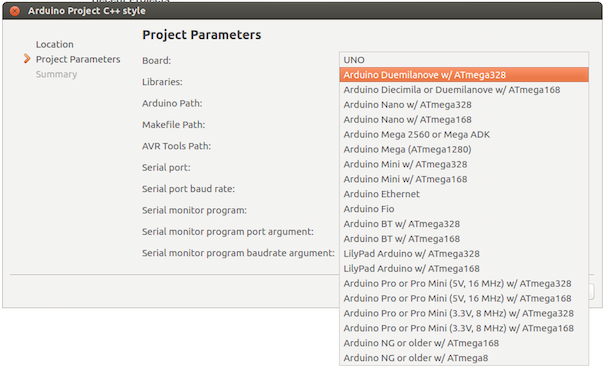 Arduino Project C++ style
Location
Project Parameters
Summary
Project Parameters
Board:
Libraries:
Arduino Path:
Makefile Path:
AVR Tools Path:
Serial port:
Serial port baud rate:
Serial monitor program:
Serial monitor program port argument:
Serial monitor program baudrate argument:
UNO
Arduino Duemilanove w/ ATmega328
Arduino Diecimila or Duemilanove w/ ATmega168
Arduino Nano w/ ATmega328
Arduino Nano w/ ATmega168
Arduino Mega 2560 or Mega ADK
Arduino Mega (ATmega1280)
Arduino Mini w/ ATmega328
Arduino Mini w/ ATmega168
Arduino Ethernet
Arduino Fio
Arduino BT w/ ATmega328
Arduino BT w/ ATmega168
LilyPad Arduino w/ ATmega328
LilyPad Arduino w/ ATmega168
Arduino Pro or Pro Mini (5V, 16 MHz) w/ ATmega328
Arduino Pro or Pro Mini (5V, 16 MHz) w/ ATmega168
Arduino Pro or Pro Mini (3.3V, 8 MHz) w/ ATmega328
Arduino Pro or Pro Mini (3.3V, 8 MHz) w/ ATmega168
Arduino NG or older w/ ATmega168
Arduino NG or older w/ ATmega8